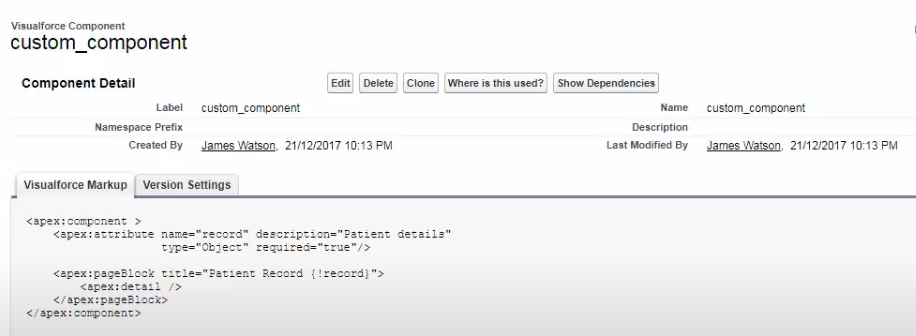 Visualforce Component
custom_component
Component Detail
Edit Delete Clone Where is this used? Show Dependencies
Label custom_component Name custom_component
Namespace Prefix Description
Created By James Watson, 21/12/2017 10:13 PM Last Modified By James Watson, 21/12/2017 10:13 PM
Visualforce Markup Version Settings
<apex:component >
    <apex:attribute name="record" description="Patient details"
                    type="Object" required="true"/>
    <apex:pageBlock title="Patient Record {!record}">
        <apex:detail />
    </apex:pageBlock>
</apex:component>